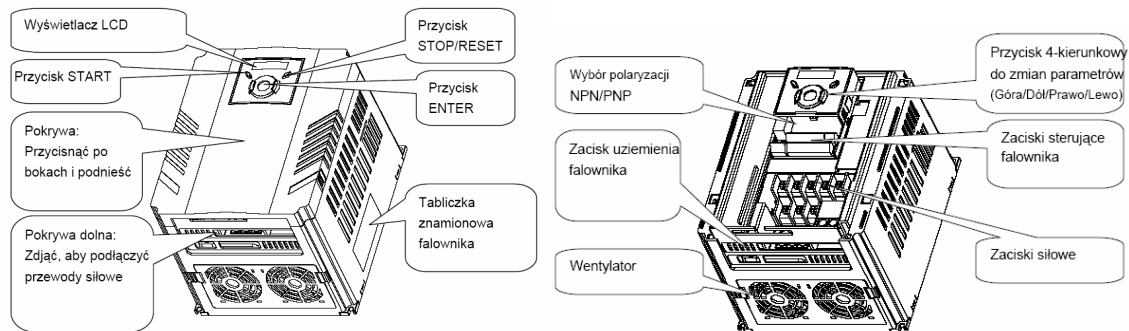 Wyświetlacz LCD
Przycisk
STOP/RESET
Przycisk START
Przycisk
ENTER
Pokrywa:
Przycisnąć po
bokach i podnieść
Tabliczka
znamionowa
falownika
Pokrywa dolna:
Zdjąć, aby podłączyć
przewody siłowe
Przycisk 4-kierunkowy
do zmian parametrów
(Góra/Dół/Prawo/Lewo)
Wybór polaryzacji
NPN/PNP
Zacisk uziemienia
falownika
Zaciski sterujące
falownika
Wentylator
Zaciski siłowe